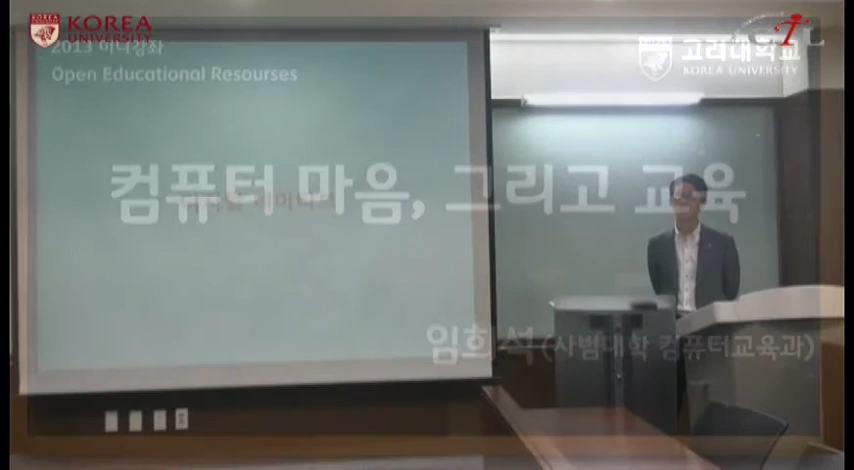 KOREA
UNIVERSITY
2013 미니강좌
고려대학교
KOREA UNIVERSITY
Open Educational Resourses
컴퓨터 마음, 그리고 교육
임희석 (사범대학 컴퓨터교육과)